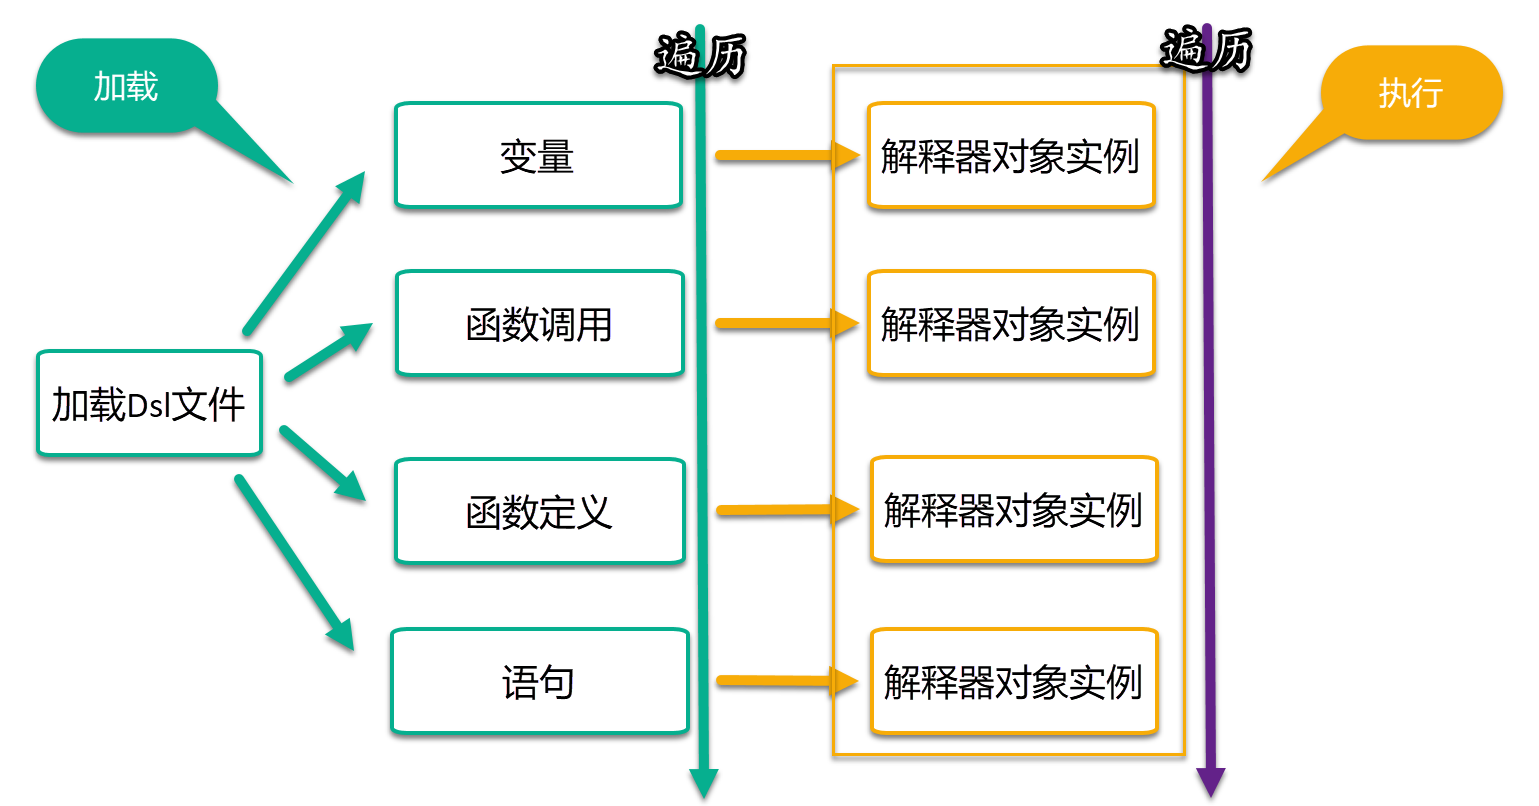 加载
遍历
遍历
执行
变量
解释器对象实例
函数调用
解释器对象实例
加载Dsl文件
函数定义
解释器对象实例
语句
解释器对象实例